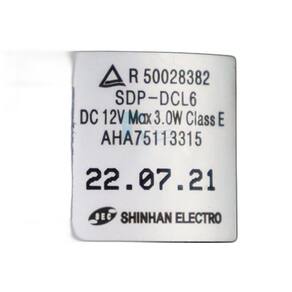 R 50028382
SDP-DCL6
DC 12V Max 3.0W Class E
AHA75113315
22.07.21
SHINHAN ELECTRO